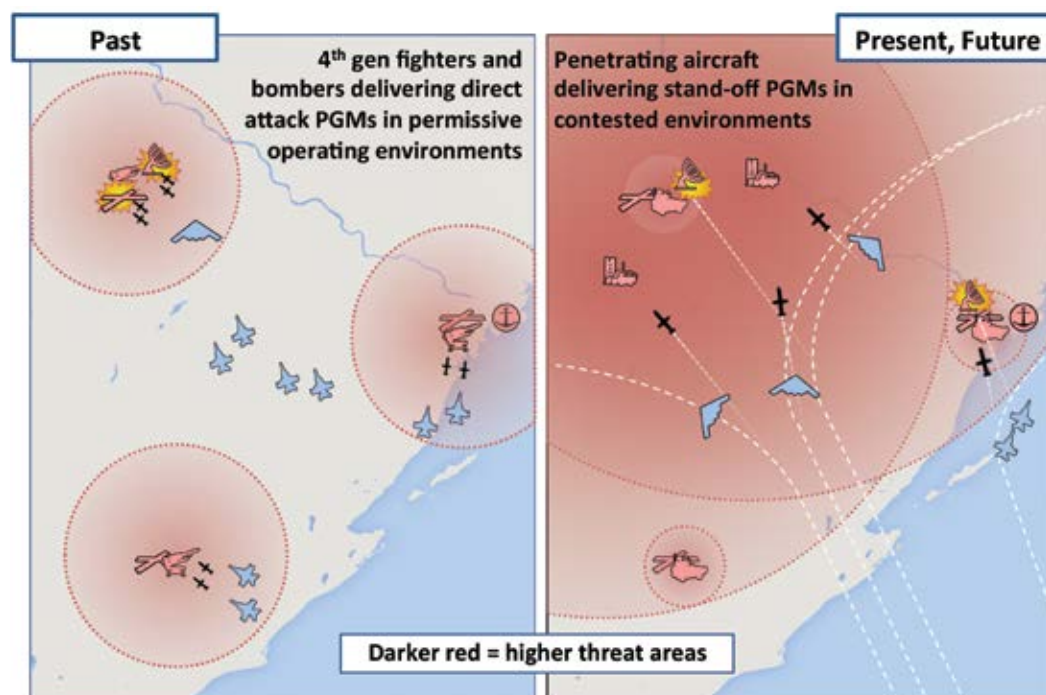 Past
4th gen fighters and
bombers delivering direct
attack PGMs in permissive
operating environments
Present, Future
Penetrating aircraft
delivering stand-off PGMs in
contested environments
Darker red = higher threat areas